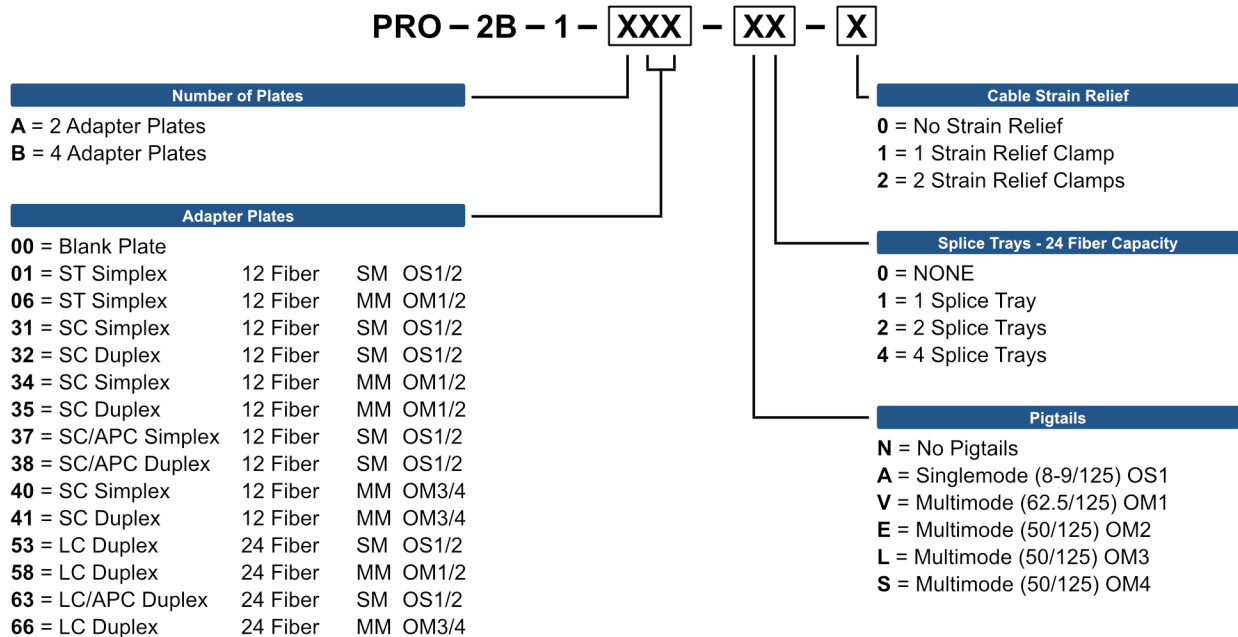 PRO – 2B – 1 – XXX – XX – X
Number of Plates
A = 2 Adapter Plates
B = 4 Adapter Plates
Adapter Plates
00 = Blank Plate
01 = ST Simplex 12 Fiber SM OS1/2
06 = ST Simplex 12 Fiber MM OM1/2
31 = SC Simplex 12 Fiber SM OS1/2
32 = SC Duplex 12 Fiber SM OS1/2
34 = SC Simplex 12 Fiber MM OM1/2
35 = SC Duplex 12 Fiber MM OM1/2
37 = SC/APC Simplex 12 Fiber SM OS1/2
38 = SC/APC Duplex 12 Fiber SM OS1/2
40 = SC Simplex 12 Fiber MM OM3/4
41 = SC Duplex 12 Fiber MM OM3/4
53 = LC Duplex 24 Fiber SM OS1/2
58 = LC Duplex 24 Fiber MM OM1/2
63 = LC/APC Duplex 24 Fiber SM OS1/2
66 = LC Duplex 24 Fiber MM OM3/4
Cable Strain Relief
0 = No Strain Relief
1 = 1 Strain Relief Clamp
2 = 2 Strain Relief Clamps
Splice Trays - 24 Fiber Capacity
0 = NONE
1 = 1 Splice Tray
2 = 2 Splice Trays
4 = 4 Splice Trays
Pigtails
N = No Pigtails
A = Singlemode (8-9/125) OS1
V = Multimode (62.5/125) OM1
E = Multimode (50/125) OM2
L = Multimode (50/125) OM3
S = Multimode (50/125) OM4